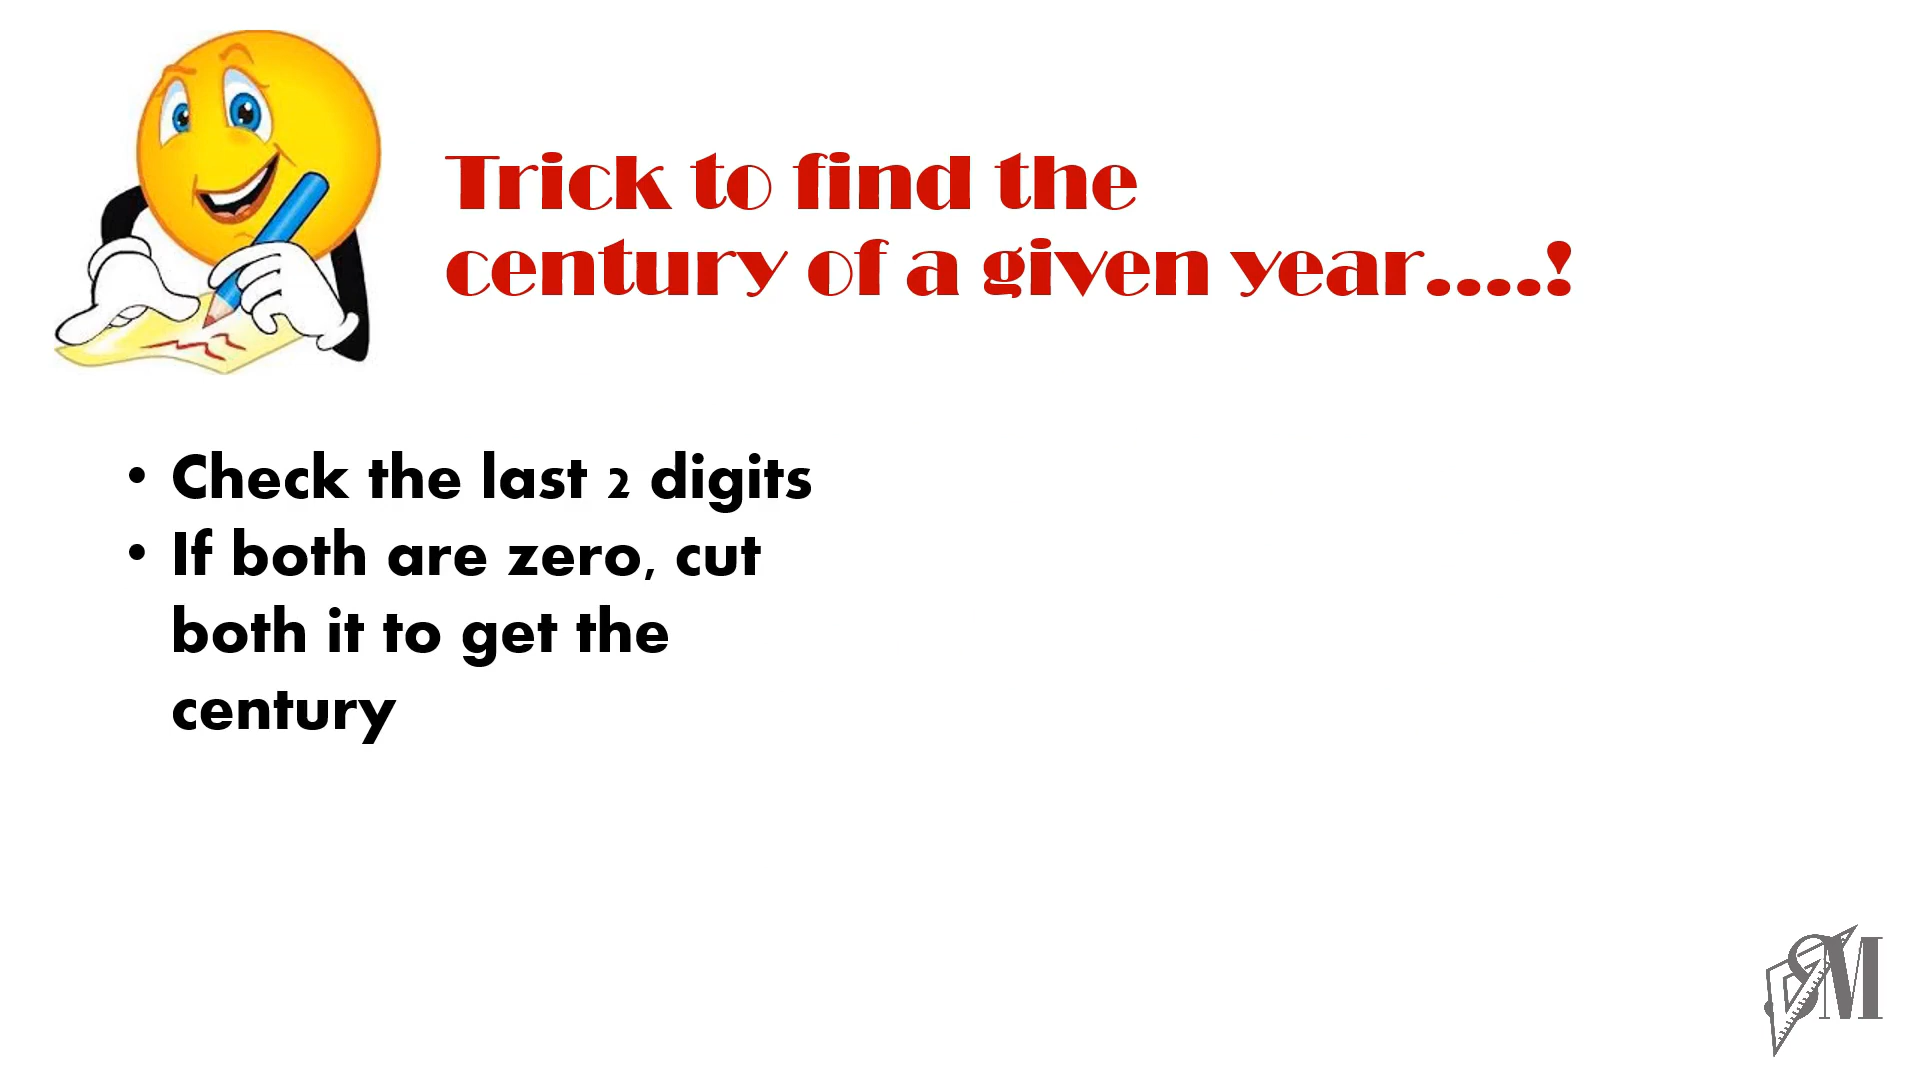 Trick to find the
century of a given year....!
• Check the last 2 digits
• If both are zero, cut
both it to get the
century
SM